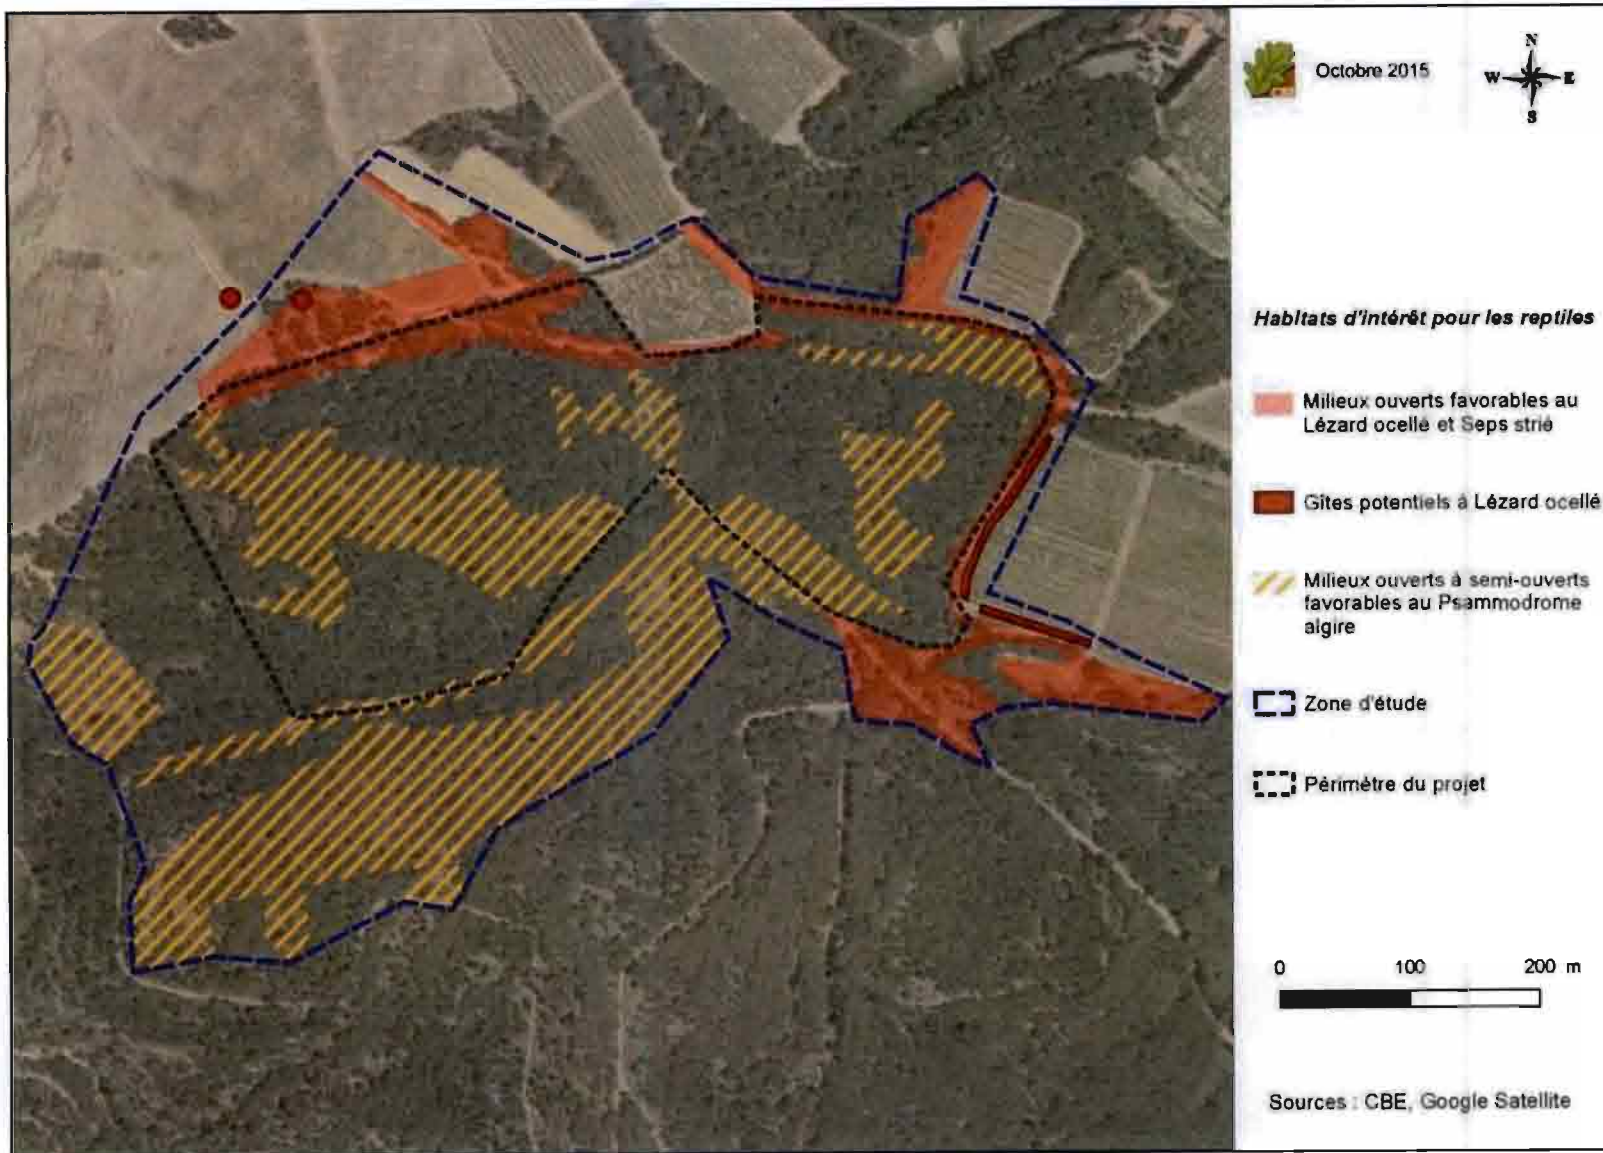 Octobre 2015
N
W E
S
Habitats d'intérêt pour les reptiles
Milieux ouverts favorables au
Lézard ocellé et Seps strié
Gîtes potentiels à Lézard ocellé
Milieux ouverts à semi-ouverts
favorables au Psammodrome
algire
Zone d'étude
Périmètre du projet
0 100 200 m
Sources : CBE, Google Satellite